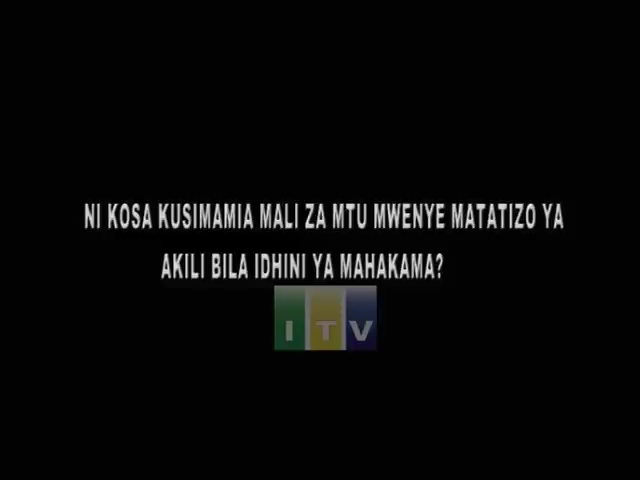 NI KOSA KUSIMAMIA MALI ZA MTU MWENYE MATATIZO YA
AKILI BILA IDHINI YA MAHAKAMA?
ITV